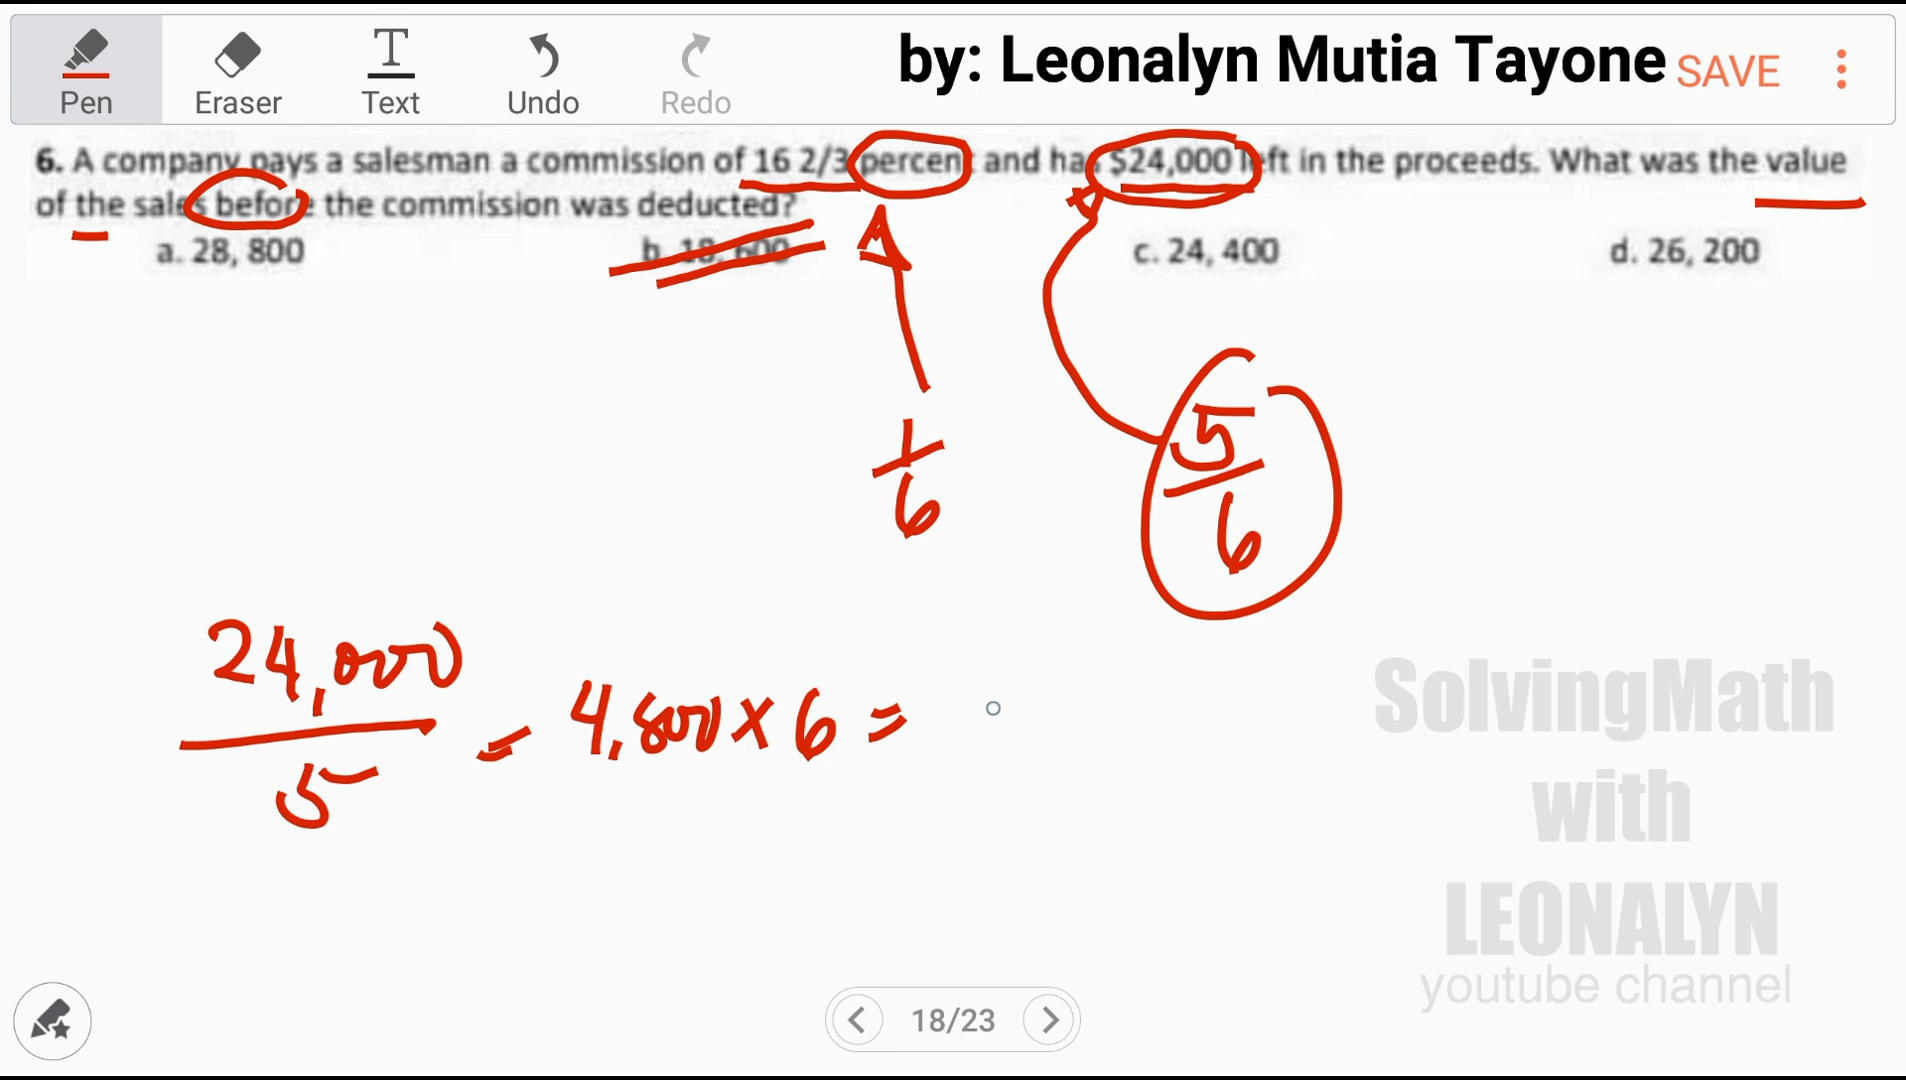 by: Leonalyn Mutia Tayone SAVE
Pen Eraser Text Undo Redo
6. A company pays a salesman a commission of 16 2/3 percent and has $24,000 left in the proceeds. What was the value
of the sales before the commission was deducted?
a. 28, 800 b. 18, 600 c. 24, 400 d. 26, 200
1/6
5/6
24,000/5 = 4,800 × 6 =
SolvingMath
with
LEONALYN
youtube channel
18/23